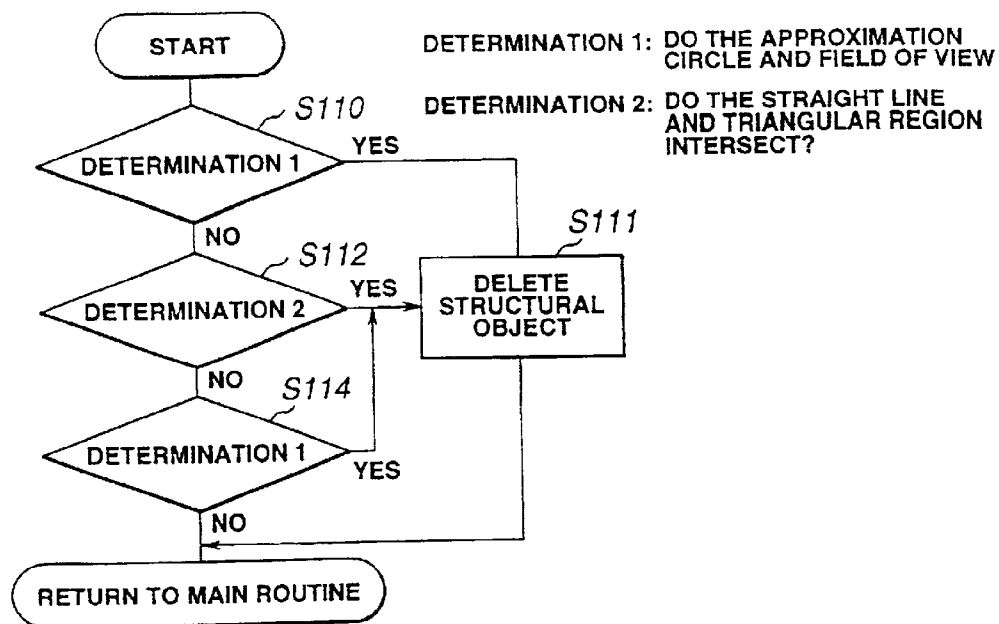 START
DETERMINATION 1: DO THE APPROXIMATION
CIRCLE AND FIELD OF VIEW
DETERMINATION 2: DO THE STRAIGHT LINE
AND TRIANGULAR REGION
INTERSECT?
S110
DETERMINATION 1
YES
NO
S111
DELETE
STRUCTURAL
OBJECT
S112
DETERMINATION 2
YES
NO
S114
DETERMINATION 1
YES
NO
RETURN TO MAIN ROUTINE